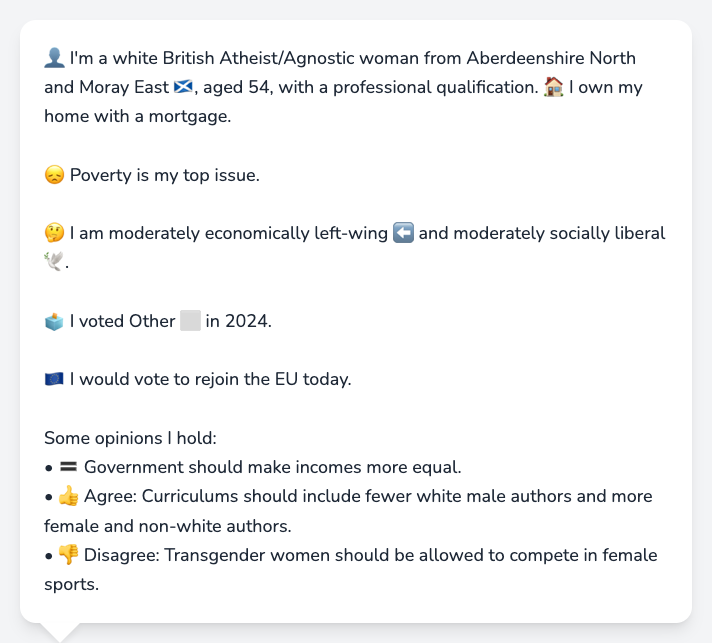 👤 I'm a white British Atheist/Agnostic woman from Aberdeenshire North
and Moray East 🏴󠁧󠁢󠁳󠁣󠁴󠁿, aged 54, with a professional qualification. 🏠 I own my
home with a mortgage.
😞 Poverty is my top issue.
🤔 I am moderately economically left-wing ⬅️ and moderately socially liberal
🕊️.
🗳️ I voted Other ⬜ in 2024.
🇪🇺 I would vote to rejoin the EU today.
Some opinions I hold:
• 🟰 Government should make incomes more equal.
• 👍 Agree: Curriculums should include fewer white male authors and more
female and non-white authors.
• 👎 Disagree: Transgender women should be allowed to compete in female
sports.